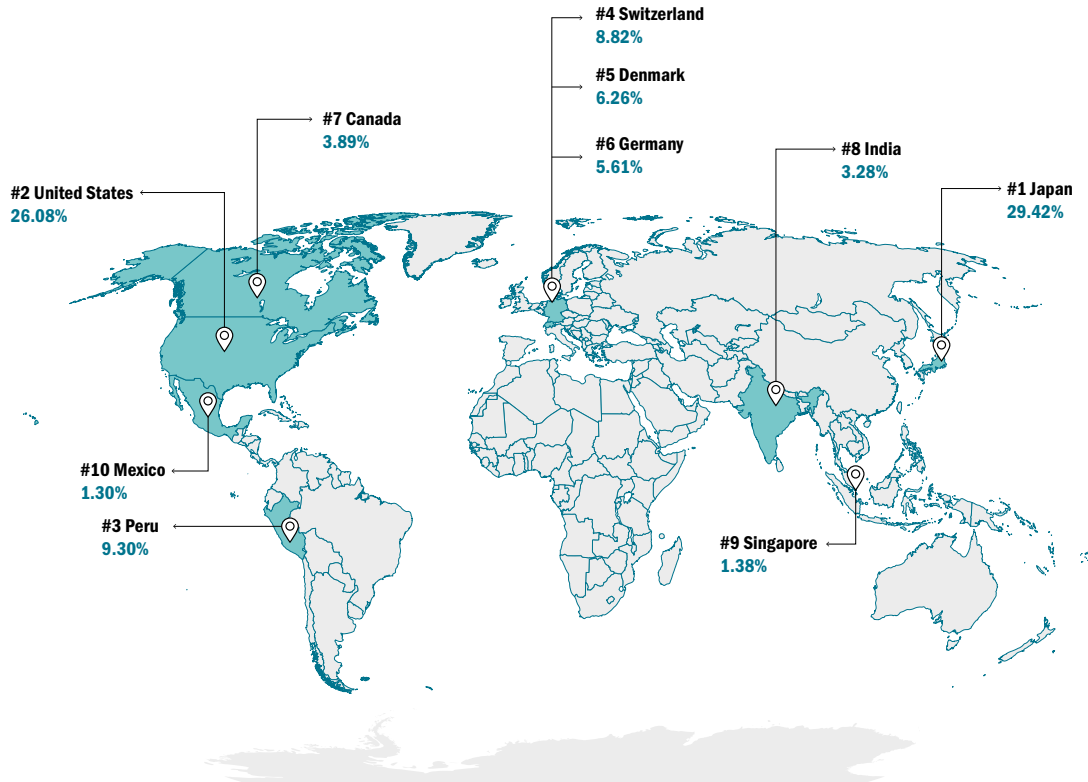 #4 Switzerland
8.82%
#5 Denmark
6.26%
#7 Canada
3.89%
#6 Germany
5.61%
#8 India
3.28%
#2 United States
26.08%
#1 Japan
29.42%
#10 Mexico
1.30%
#3 Peru
9.30%
#9 Singapore
1.38%